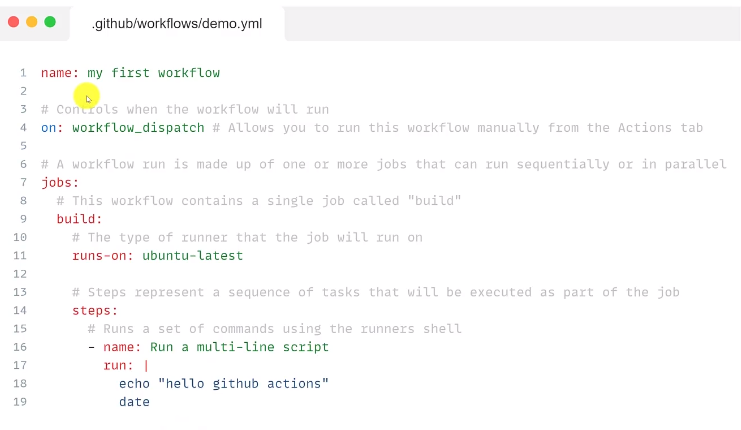 .github/workflows/demo.yml
1 name: my first workflow
2
3 # Controls when the workflow will run
4 on: workflow_dispatch # Allows you to run this workflow manually from the Actions tab
5
6 # A workflow run is made up of one or more jobs that can run sequentially or in parallel
7 jobs:
8 # This workflow contains a single job called "build"
9 build:
10 # The type of runner that the job will run on
11 runs-on: ubuntu-latest
12
13 # Steps represent a sequence of tasks that will be executed as part of the job
14 steps:
15 # Runs a set of commands using the runners shell
16 - name: Run a multi-line script
17 run: |
18 echo "hello github actions"
19 date